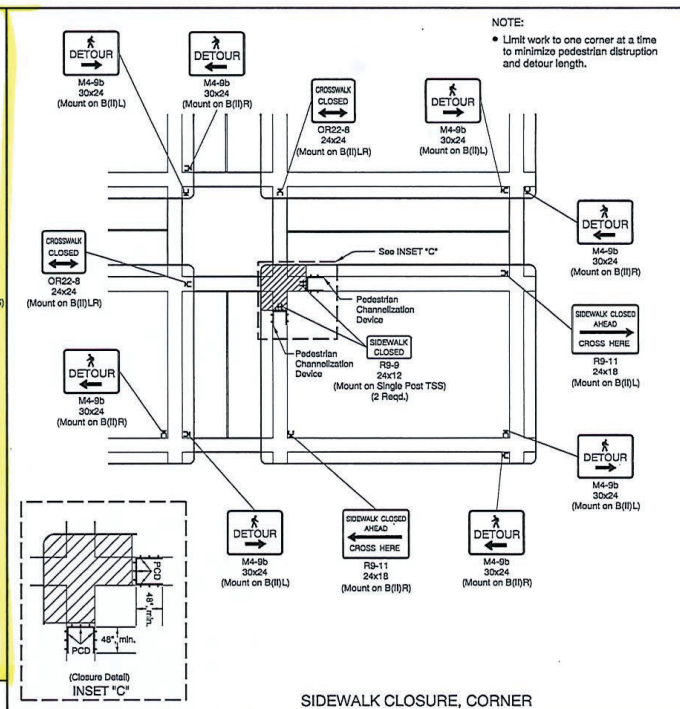 NOTE:
• Limit work to one corner at a time
to minimize pedestrian distruption
and detour length.
DETOUR
M4-9b
30x24
(Mount on B(II)L)
DETOUR
M4-9b
30x24
(Mount on B(II)R)
CROSSWALK
CLOSED
OR22-8
24x24
(Mount on B(II)LR)
DETOUR
M4-9b
30x24
(Mount on B(II)L)
DETOUR
M4-9b
30x24
(Mount on B(II)R)
CROSSWALK
CLOSED
OR22-8
24x24
(Mount on B(II)LR)
See INSET "C"
Pedestrian
Channelization
Device
SIDEWALK
CLOSED
R9-9
24x12
(Mount on Single Post TSS)
(2 Reqd.)
Pedestrian
Channelization
Device
SIDEWALK CLOSED
AHEAD
CROSS HERE
R9-11
24x18
(Mount on B(II)L)
DETOUR
M4-9b
30x24
(Mount on B(II)R)
DETOUR
M4-9b
30x24
(Mount on B(II)L)
DETOUR
M4-9b
30x24
(Mount on B(II)L)
SIDEWALK CLOSED
AHEAD
CROSS HERE
R9-11
24x18
(Mount on B(II)R)
DETOUR
M4-9b
30x24
(Mount on B(II)R)
PCD
48", min.
48", min.
PCD
(Closure Detail)
INSET "C"
SIDEWALK CLOSURE, CORNER